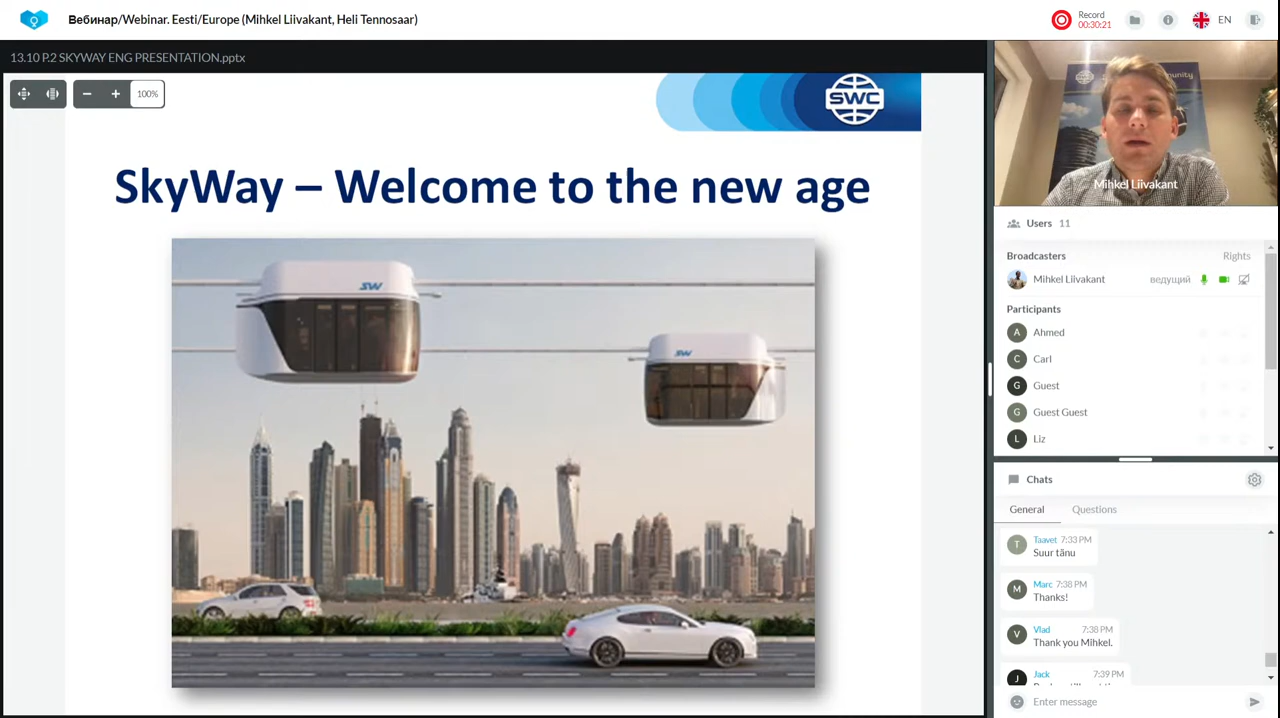 Вебинар/Webinar. Eesti/Europe (Mihkel Liivakant, Heli Tennosaar)
Record
00:30:21
EN
13.10 P.2 SKYWAY ENG PRESENTATION.pptx
100%
SWC
SkyWay – Welcome to the new age
SW
SW
Mihkel Liivakant
Users 11
Broadcasters Rights
Mihkel Liivakant ведущий
Participants
A Ahmed
C Carl
G Guest
G Guest Guest
L Liz
Chats
General Questions
T Taavet 7:33 PM
Suur tänu
M Marc 7:38 PM
Thanks!
V Vlad 7:38 PM
Thank you Mihkel.
J Jack 7:39 PM
Enter message